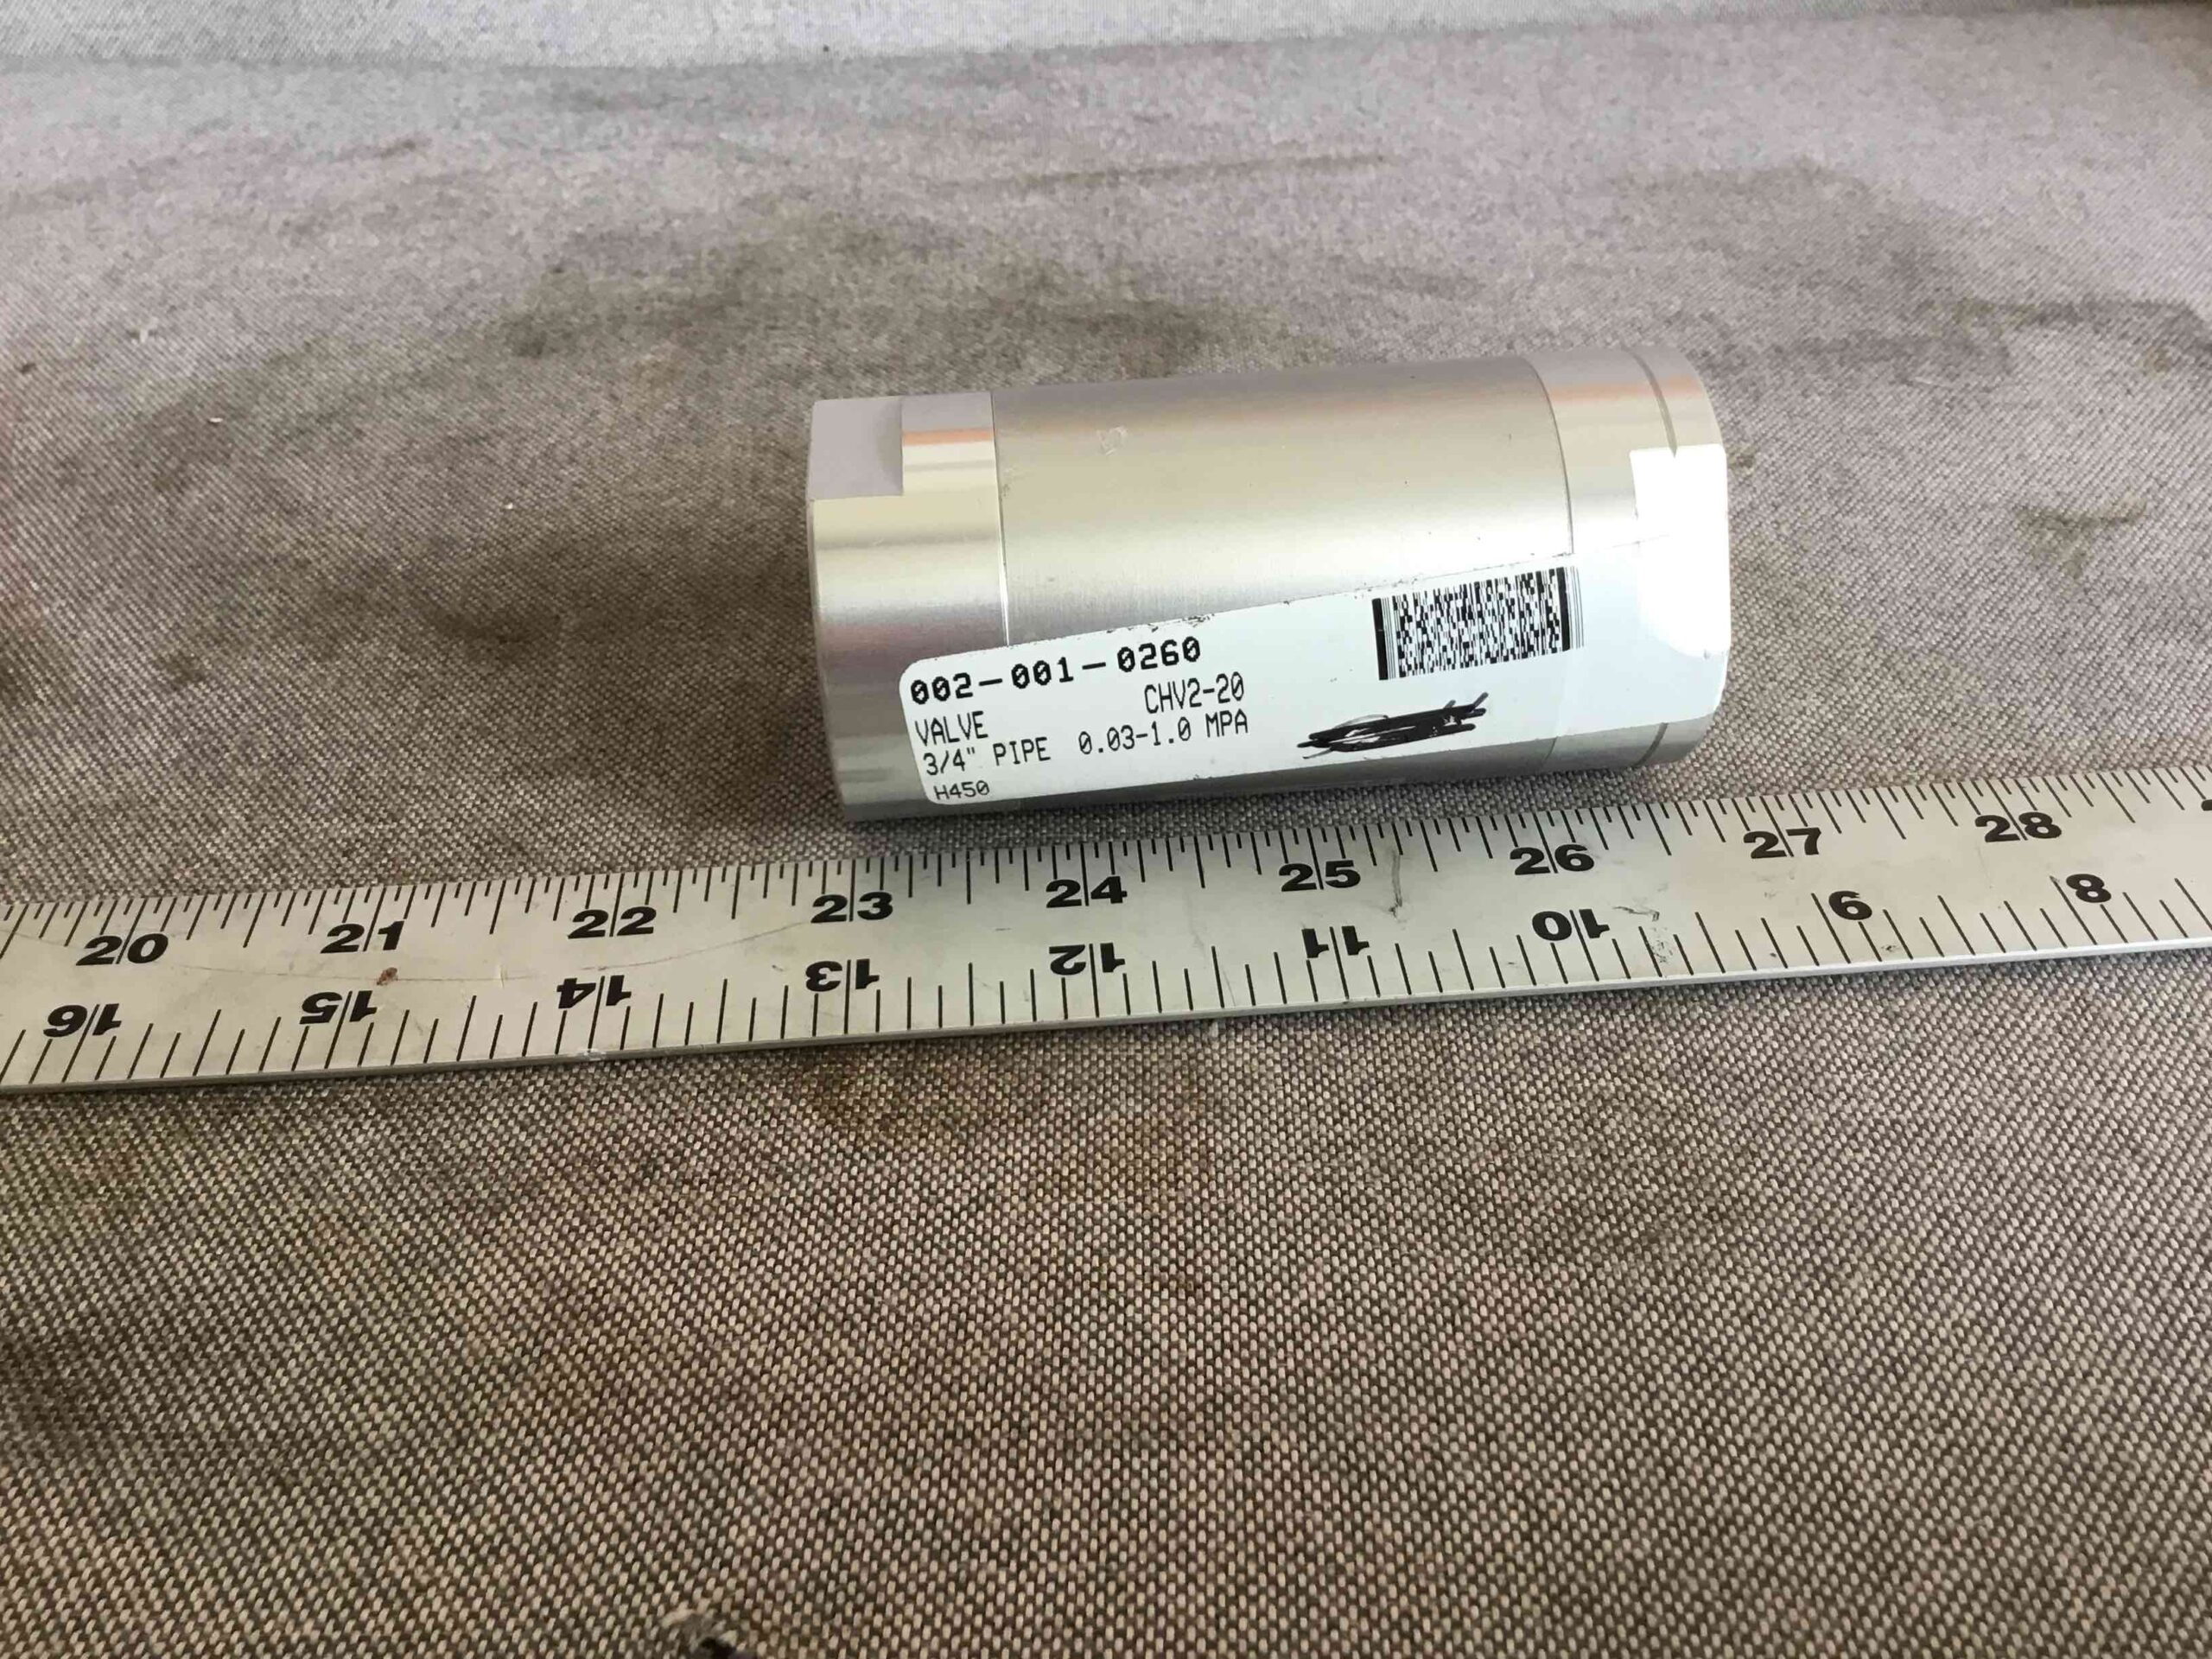 002-001-0260
VALVE CHV2-20
3/4" PIPE 0.03-1.0 MPA
H450
20 21 22 23 24 25 26 27 28
16 15 14 13 12 11 10 9 8